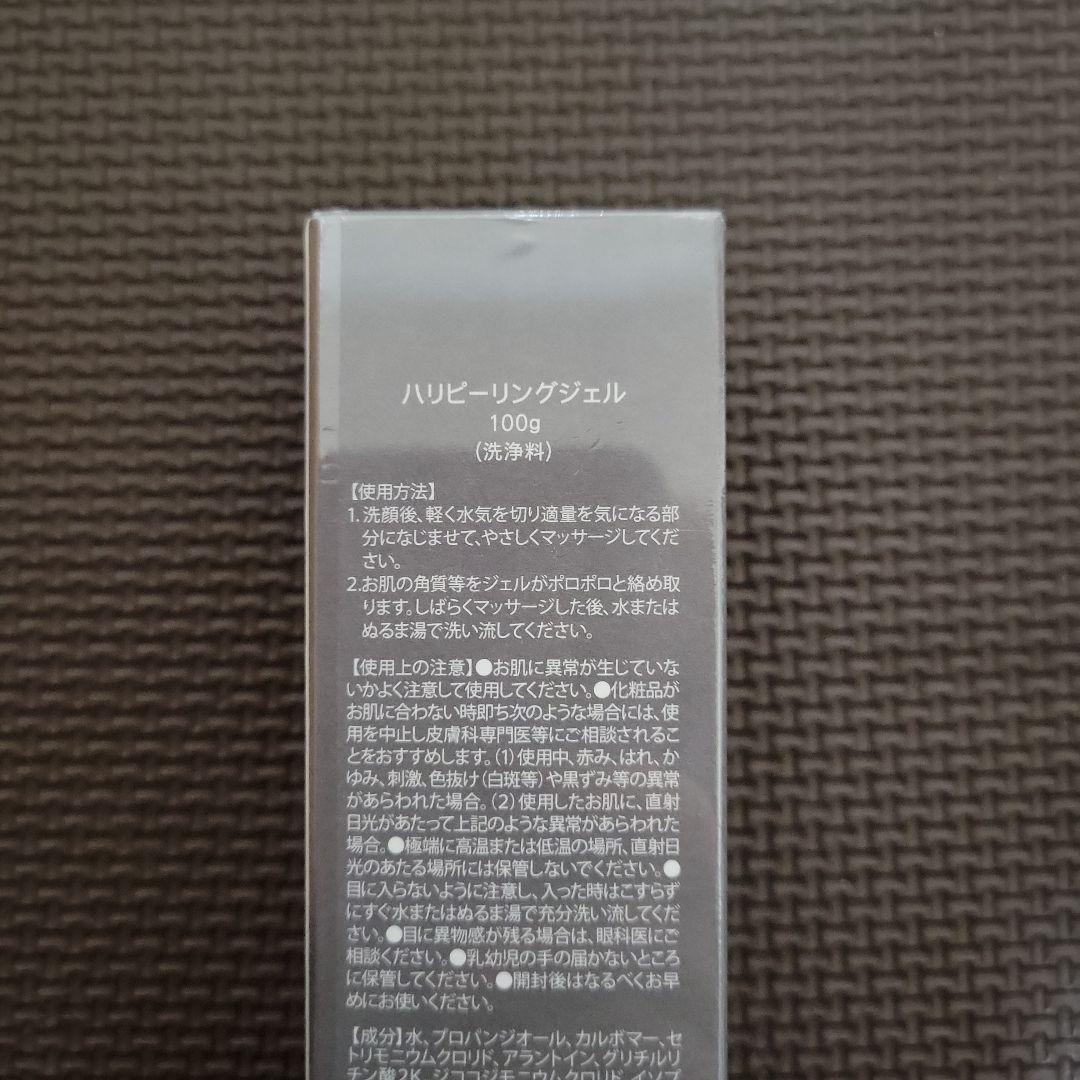 ハリピーリングジェル
100g
(洗浄料)
【使用方法】
1.洗顔後、軽く水気を切り適量を気になる部
分になじませて、やさしくマッサージしてくだ
さい。
2.お肌の角質等をジェルがポロポロと絡め取
ります。しばらくマッサージした後、水または
ぬるま湯で洗い流してください。
【使用上の注意】●お肌に異常が生じていな
いかよく注意して使用してください。●化粧品が
お肌に合わない時即ち次のような場合には、使
用を中止し皮膚科専門医等にご相談されるこ
とをおすすめします。(1)使用中、赤み、はれ、か
ゆみ、刺激、色抜け(白斑等)や黒ずみ等の異常
があらわれた場合。(2)使用したお肌に、直射
日光があたって上記のような異常があらわれた
場合。●極端に高温または低温の場所、直射日
光のあたる場所には保管しないでください。●
目に入らないように注意し、入った時はこすらず
にすぐ水またはぬるま湯で充分洗い流してくだ
さい。●目に異物感が残る場合は、眼科医にご
相談ください。●乳幼児の手の届かないところ
に保管してください。●開封後はなるべくお早
めにお使いください。
【成分】水、プロパンジオール、カルボマー、セ
トリモニウムクロリド、アラントイン、グリチルリ
チン酸2K、ジココジモニウムクロリド、イソプ